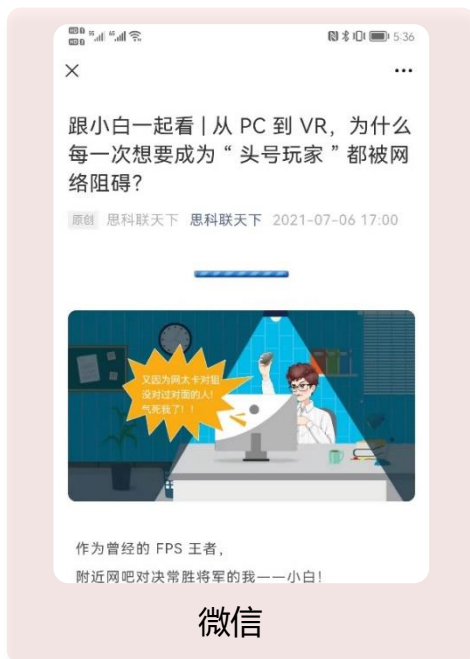 5:36
跟小白一起看 | 从 PC 到 VR，为什么
每一次想要成为 “ 头号玩家 ” 都被网
络阻碍？
原创 思科联天下 思科联天下 2021-07-06 17:00
又因为网太卡对狙
没对过对面的人！
气死我了！！
作为曾经的 FPS 王者，
附近网吧对决常胜将军的我——小白！
微信